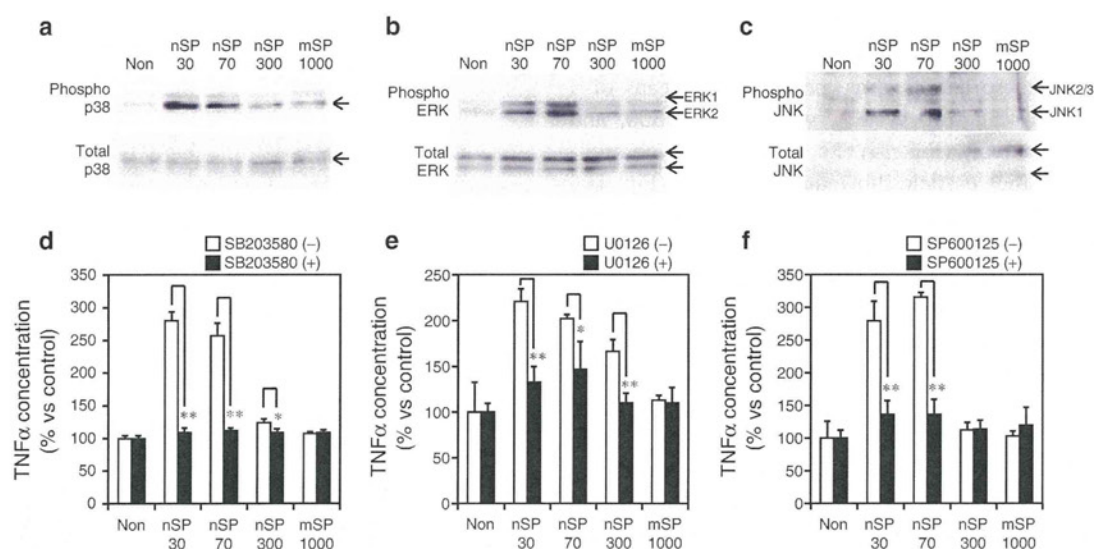 a
nSP nSP nSP mSP
Non 30 70 300 1000
Phospho
p38
Total
p38
b
nSP nSP nSP mSP
Non 30 70 300 1000
Phospho
ERK
ERK1
ERK2
Total
ERK
c
nSP nSP nSP mSP
Non 30 70 300 1000
Phospho
JNK
JNK2/3
JNK1
Total
JNK
d
SB203580 (−)
SB203580 (+)
TNFα concentration
(% vs control)
350
300
250
200
150
100
50
0
** ** *
Non nSP nSP nSP mSP
30 70 300 1000
e
U0126 (−)
U0126 (+)
TNFα concentration
(% vs control)
250
200
150
100
50
0
** * **
Non nSP nSP nSP mSP
30 70 300 1000
f
SP600125 (−)
SP600125 (+)
TNFα concentration
(% vs control)
350
300
250
200
150
100
50
0
** **
Non nSP nSP nSP mSP
30 70 300 1000